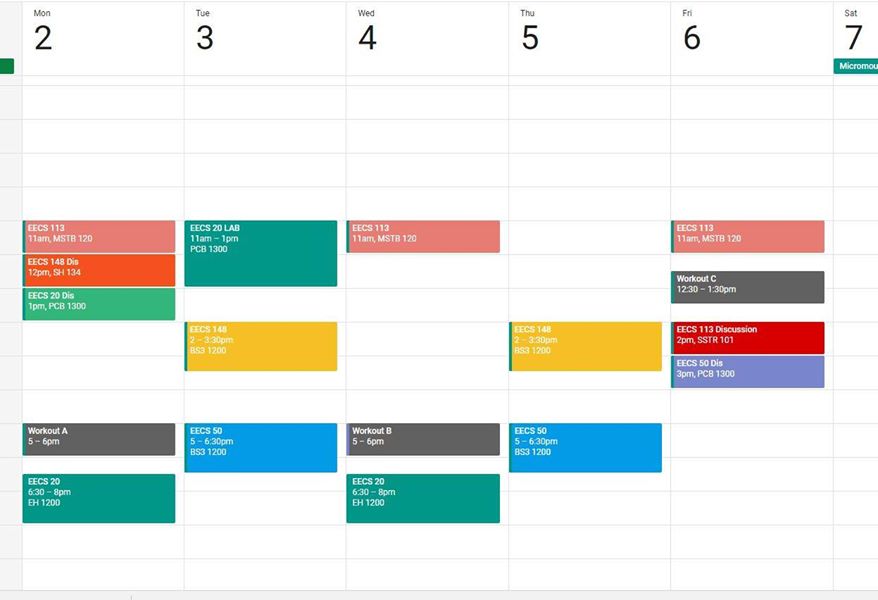 Mon
2
Tue
3
Wed
4
Thu
5
Fri
6
Sat
7
Micromou
EECS 113
11am, MSTB 120
EECS 148 Dis
12pm, SH 134
EECS 20 Dis
1pm, PCB 1300
Workout A
5 – 6pm
EECS 20
6:30 – 8pm
EH 1200
EECS 20 LAB
11am – 1pm
PCB 1300
EECS 148
2 – 3:30pm
BS3 1200
EECS 50
5 – 6:30pm
BS3 1200
EECS 113
11am, MSTB 120
Workout B
5 – 6pm
EECS 20
6:30 – 8pm
EH 1200
EECS 148
2 – 3:30pm
BS3 1200
EECS 50
5 – 6:30pm
BS3 1200
EECS 113
11am, MSTB 120
Workout C
12:30 – 1:30pm
EECS 113 Discussion
2pm, SSTR 101
EECS 50 Dis
3pm, PCB 1300